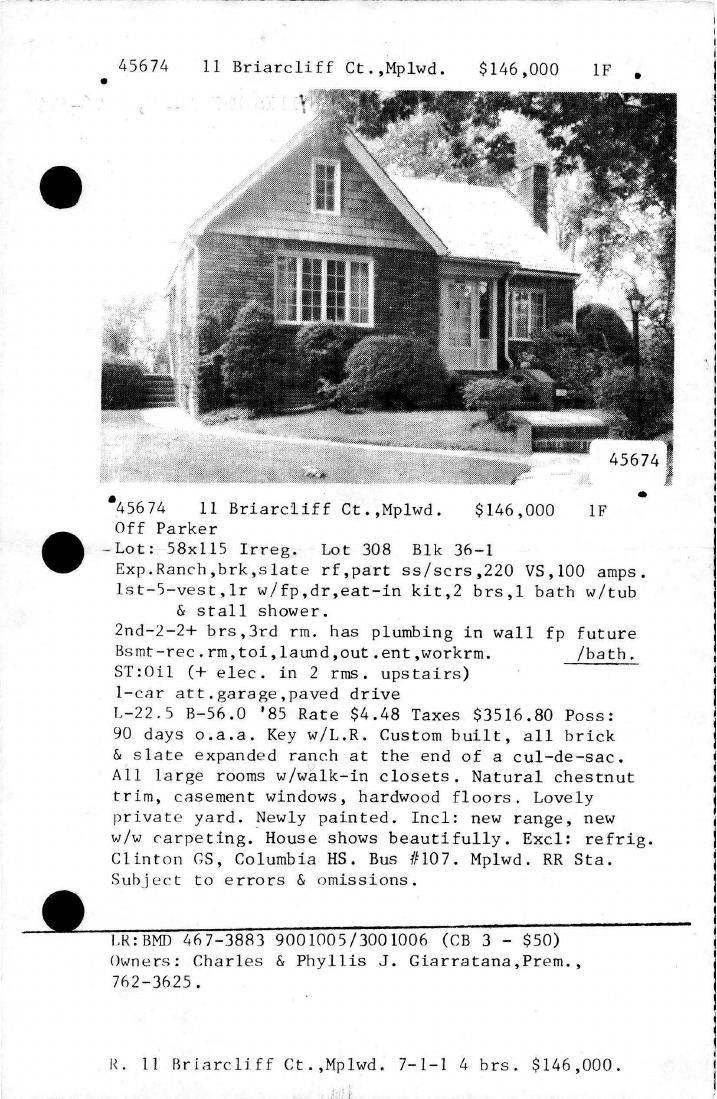 45674 11 Briarcliff Ct.,Mplwd. $146,000 1F
45674
45674 11 Briarcliff Ct.,Mplwd. $146,000 1F
Off Parker
Lot: 58x115 Irreg. Lot 308 Blk 36-1
Exp.Ranch,brk,slate rf,part ss/scrs,220 VS,100 amps.
1st-5-vest,lr w/fp,dr,eat-in kit,2 brs,1 bath w/tub
& stall shower.
2nd-2-2+ brs,3rd rm. has plumbing in wall fp future
Bsmt-rec.rm,toi,laund,out.ent,workrm. /bath.
ST:Oil (+ elec. in 2 rms. upstairs)
1-car att.garage,paved drive
L-22.5 B-56.0 '85 Rate $4.48 Taxes $3516.80 Poss:
90 days o.a.a. Key w/L.R. Custom built, all brick
& slate expanded ranch at the end of a cul-de-sac.
All large rooms w/walk-in closets. Natural chestnut
trim, casement windows, hardwood floors. Lovely
private yard. Newly painted. Incl: new range, new
w/w carpeting. House shows beautifully. Excl: refrig.
Clinton GS, Columbia HS. Bus #107. Mplwd. RR Sta.
Subject to errors & omissions.
LR:BMD 467-3883 9001005/3001006 (CB 3 - $50)
Owners: Charles & Phyllis J. Giarratana,Prem.,
762-3625.
R. 11 Briarcliff Ct.,Mplwd. 7-1-1 4 brs. $146,000.